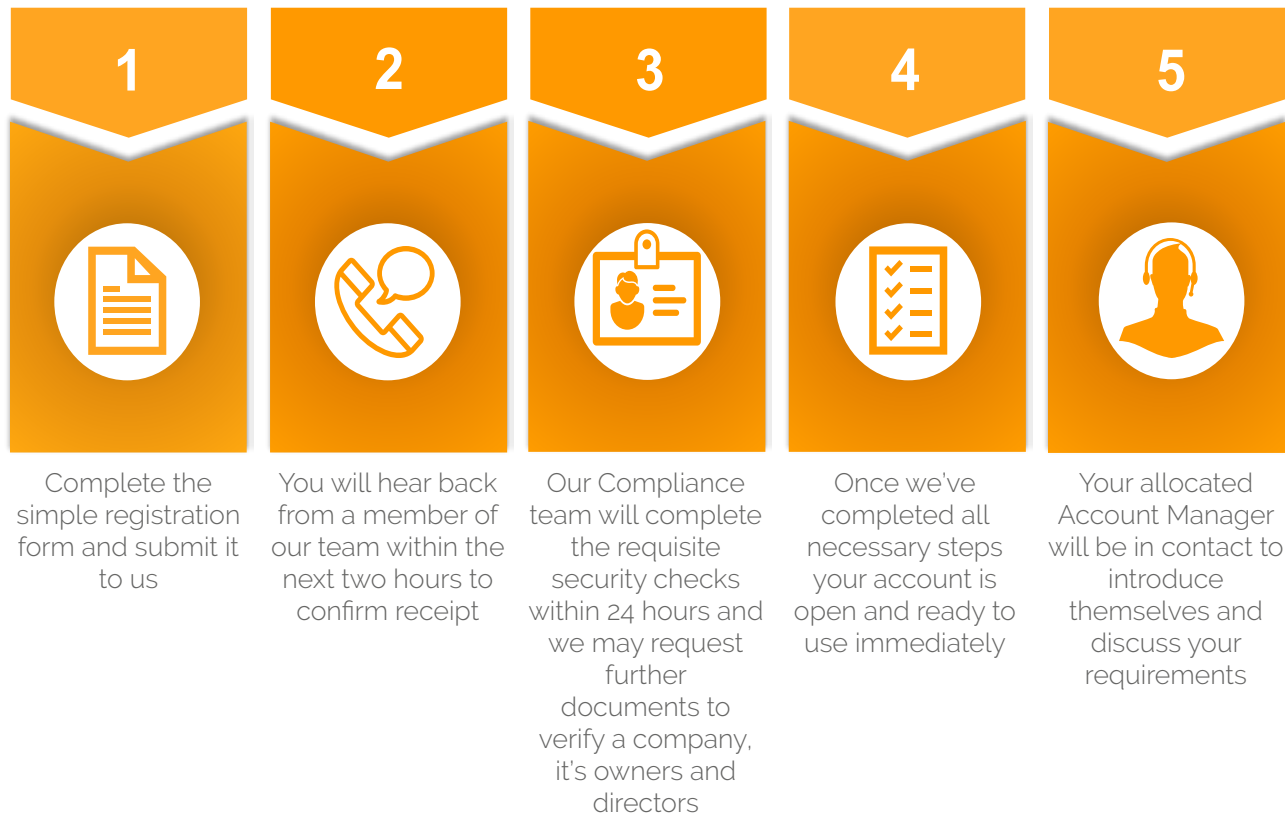 1
Complete the
simple registration
form and submit it
to us
2
You will hear back
from a member of
our team within the
next two hours to
confirm receipt
3
Our Compliance
team will complete
the requisite
security checks
within 24 hours and
we may request
further
documents to
verify a company,
it’s owners and
directors
4
Once we’ve
completed all
necessary steps
your account is
open and ready to
use immediately
5
Your allocated
Account Manager
will be in contact to
introduce
themselves and
discuss your
requirements